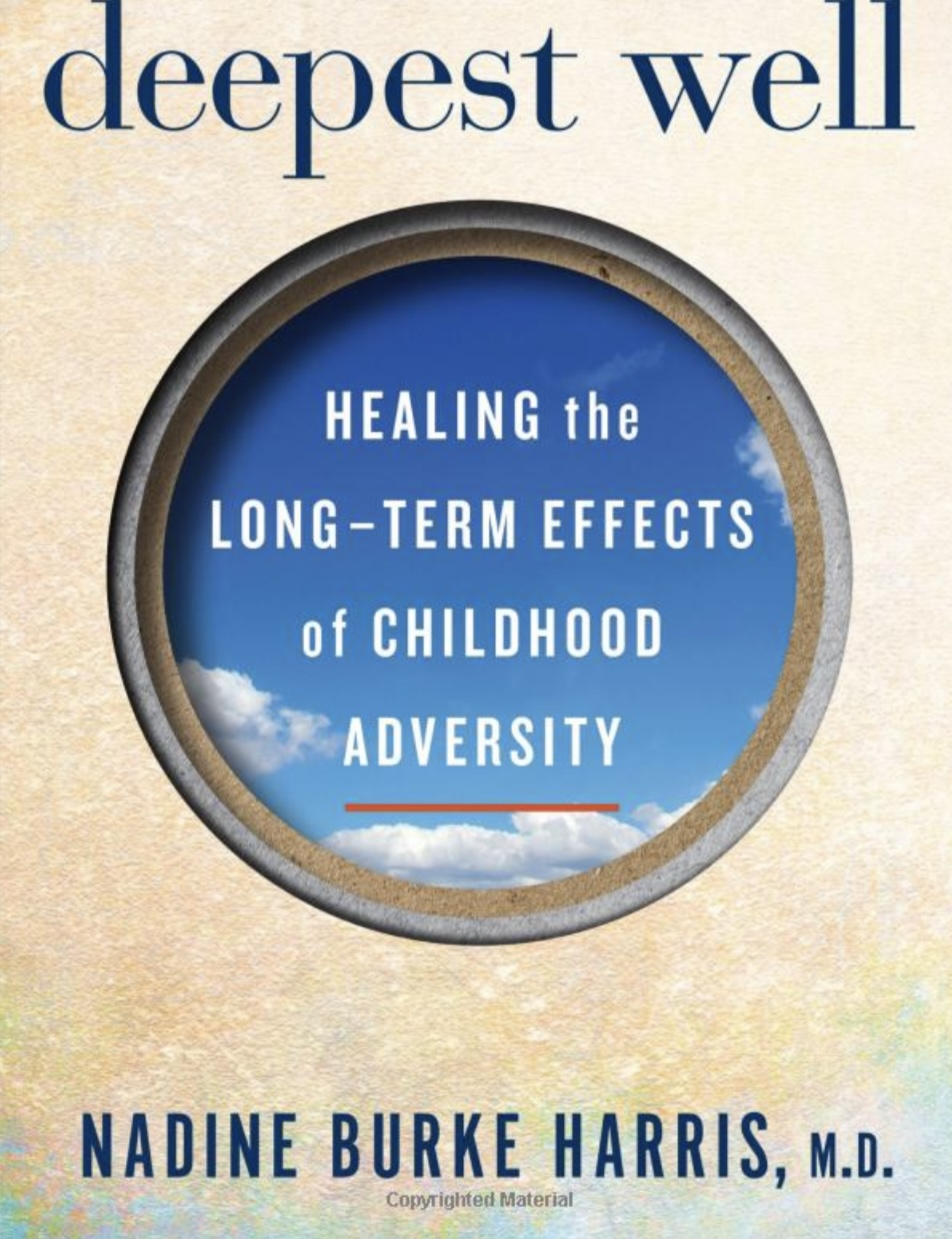 deepest well
HEALING the
LONG–TERM EFFECTS
of CHILDHOOD
ADVERSITY
NADINE BURKE HARRIS, M.D.
Copyrighted Material